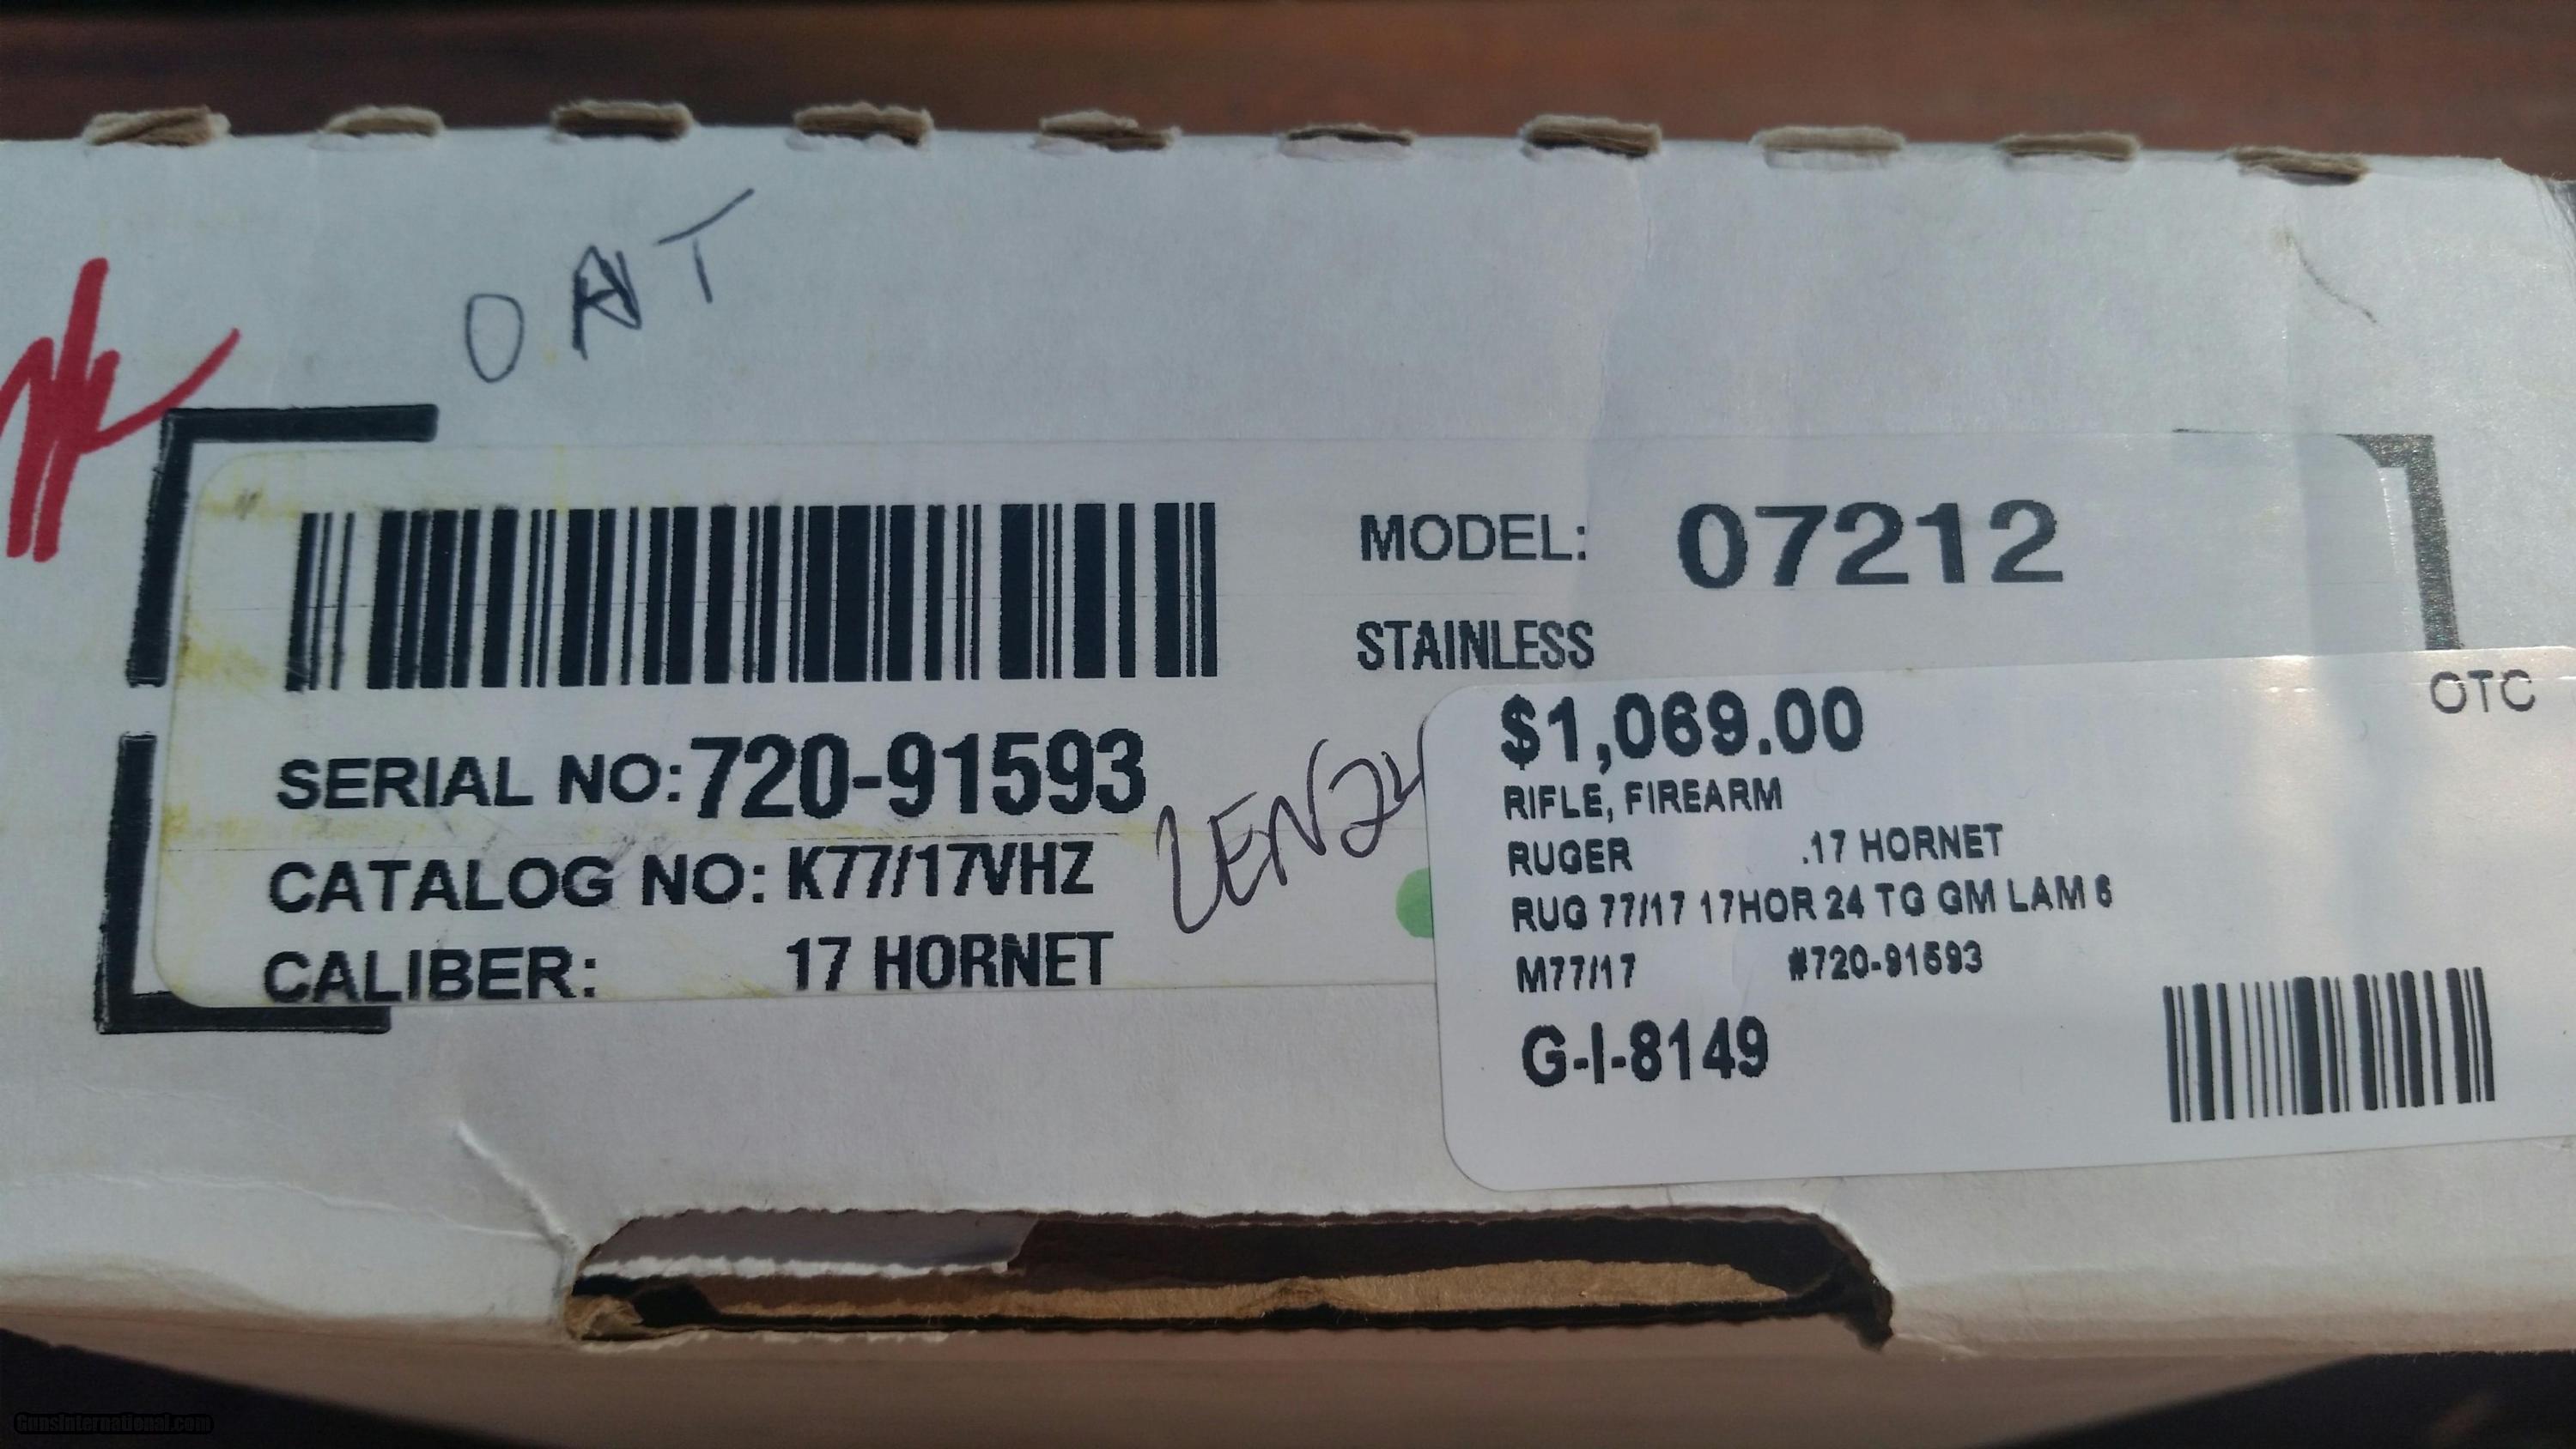 OAT
MODEL: 07212
STAINLESS
SERIAL NO: 720-91593
CATALOG NO: K77/17VHZ
CALIBER: 17 HORNET
OTC
$1,069.00
RIFLE, FIREARM
RUGER .17 HORNET
RUG 77/17 17HOR 24 TG GM LAM 6
M77/17 #720-91593
G-I-8149
GunsInternational.com